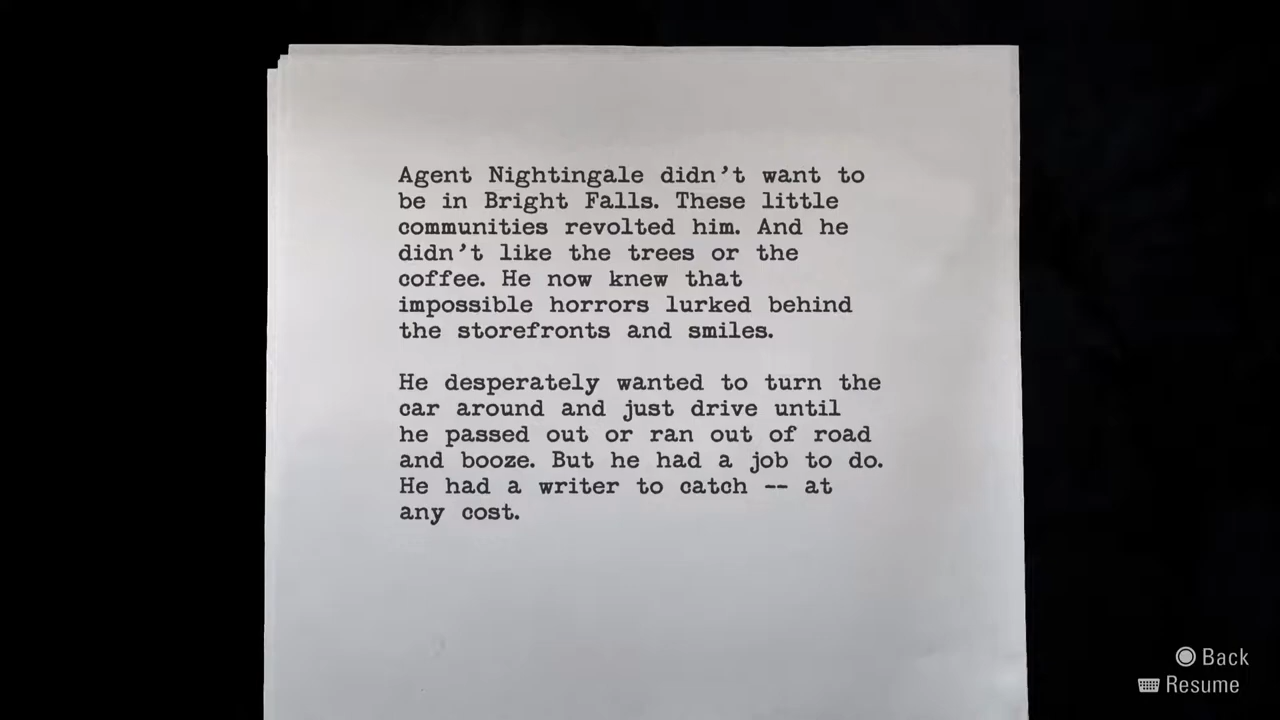 Agent Nightingale didn't want to
be in Bright Falls. These little
communities revolted him. And he
didn't like the trees or the
coffee. He now knew that
impossible horrors lurked behind
the storefronts and smiles.
He desperately wanted to turn the
car around and just drive until
he passed out or ran out of road
and booze. But he had a job to do.
He had a writer to catch -- at
any cost.
Back
Resume